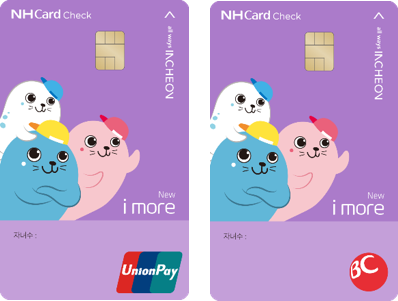 NHCard Check
all ways INCHEON
New
i more
자녀수 :
UnionPay
NHCard Check
all ways INCHEON
New
i more
자녀수 :
BC